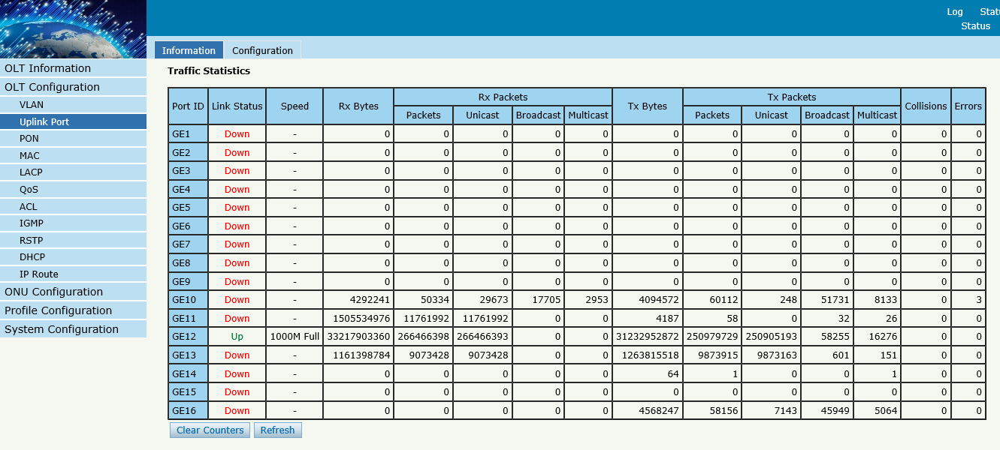 Log Statu
Status
Information Configuration
OLT Information
OLT Configuration
VLAN
Uplink Port
PON
MAC
LACP
QoS
ACL
IGMP
RSTP
DHCP
IP Route
ONU Configuration
Profile Configuration
System Configuration
Traffic Statistics
Port ID Link Status Speed Rx Bytes Rx Packets Tx Bytes Tx Packets Collisions Errors
Packets Unicast Broadcast Multicast Packets Unicast Broadcast Multicast
GE1 Down - 0 0 0 0 0 0 0 0 0 0 0 0
GE2 Down - 0 0 0 0 0 0 0 0 0 0 0 0
GE3 Down - 0 0 0 0 0 0 0 0 0 0 0 0
GE4 Down - 0 0 0 0 0 0 0 0 0 0 0 0
GE5 Down - 0 0 0 0 0 0 0 0 0 0 0 0
GE6 Down - 0 0 0 0 0 0 0 0 0 0 0 0
GE7 Down - 0 0 0 0 0 0 0 0 0 0 0 0
GE8 Down - 0 0 0 0 0 0 0 0 0 0 0 0
GE9 Down - 0 0 0 0 0 0 0 0 0 0 0 0
GE10 Down - 4292241 50334 29673 17705 2953 4094572 60112 248 51731 8133 0 3
GE11 Down - 1505534976 11761992 11761992 0 0 4187 58 0 32 26 0 0
GE12 Up 1000M Full 33217903360 266466398 266466393 0 0 31232952872 250979729 250905193 58255 16276 0 0
GE13 Down - 1161398784 9073428 9073428 0 0 1263815518 9873915 9873163 601 151 0 0
GE14 Down - 0 0 0 0 0 64 1 0 0 1 0 0
GE15 Down - 0 0 0 0 0 0 0 0 0 0 0 0
GE16 Down - 0 0 0 0 0 4568247 58156 7143 45949 5064 0 0
Clear Counters Refresh